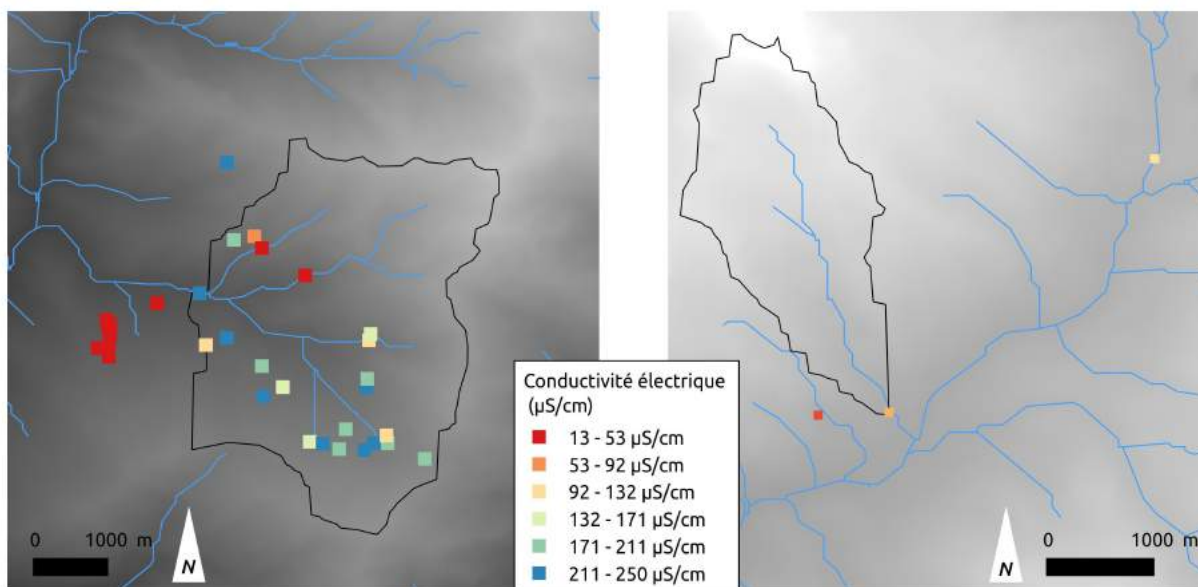 Conductivité électrique
(µS/cm)
13 - 53 µS/cm
53 - 92 µS/cm
92 - 132 µS/cm
132 - 171 µS/cm
171 - 211 µS/cm
211 - 250 µS/cm
0 1000 m
N
N
0 1000 m